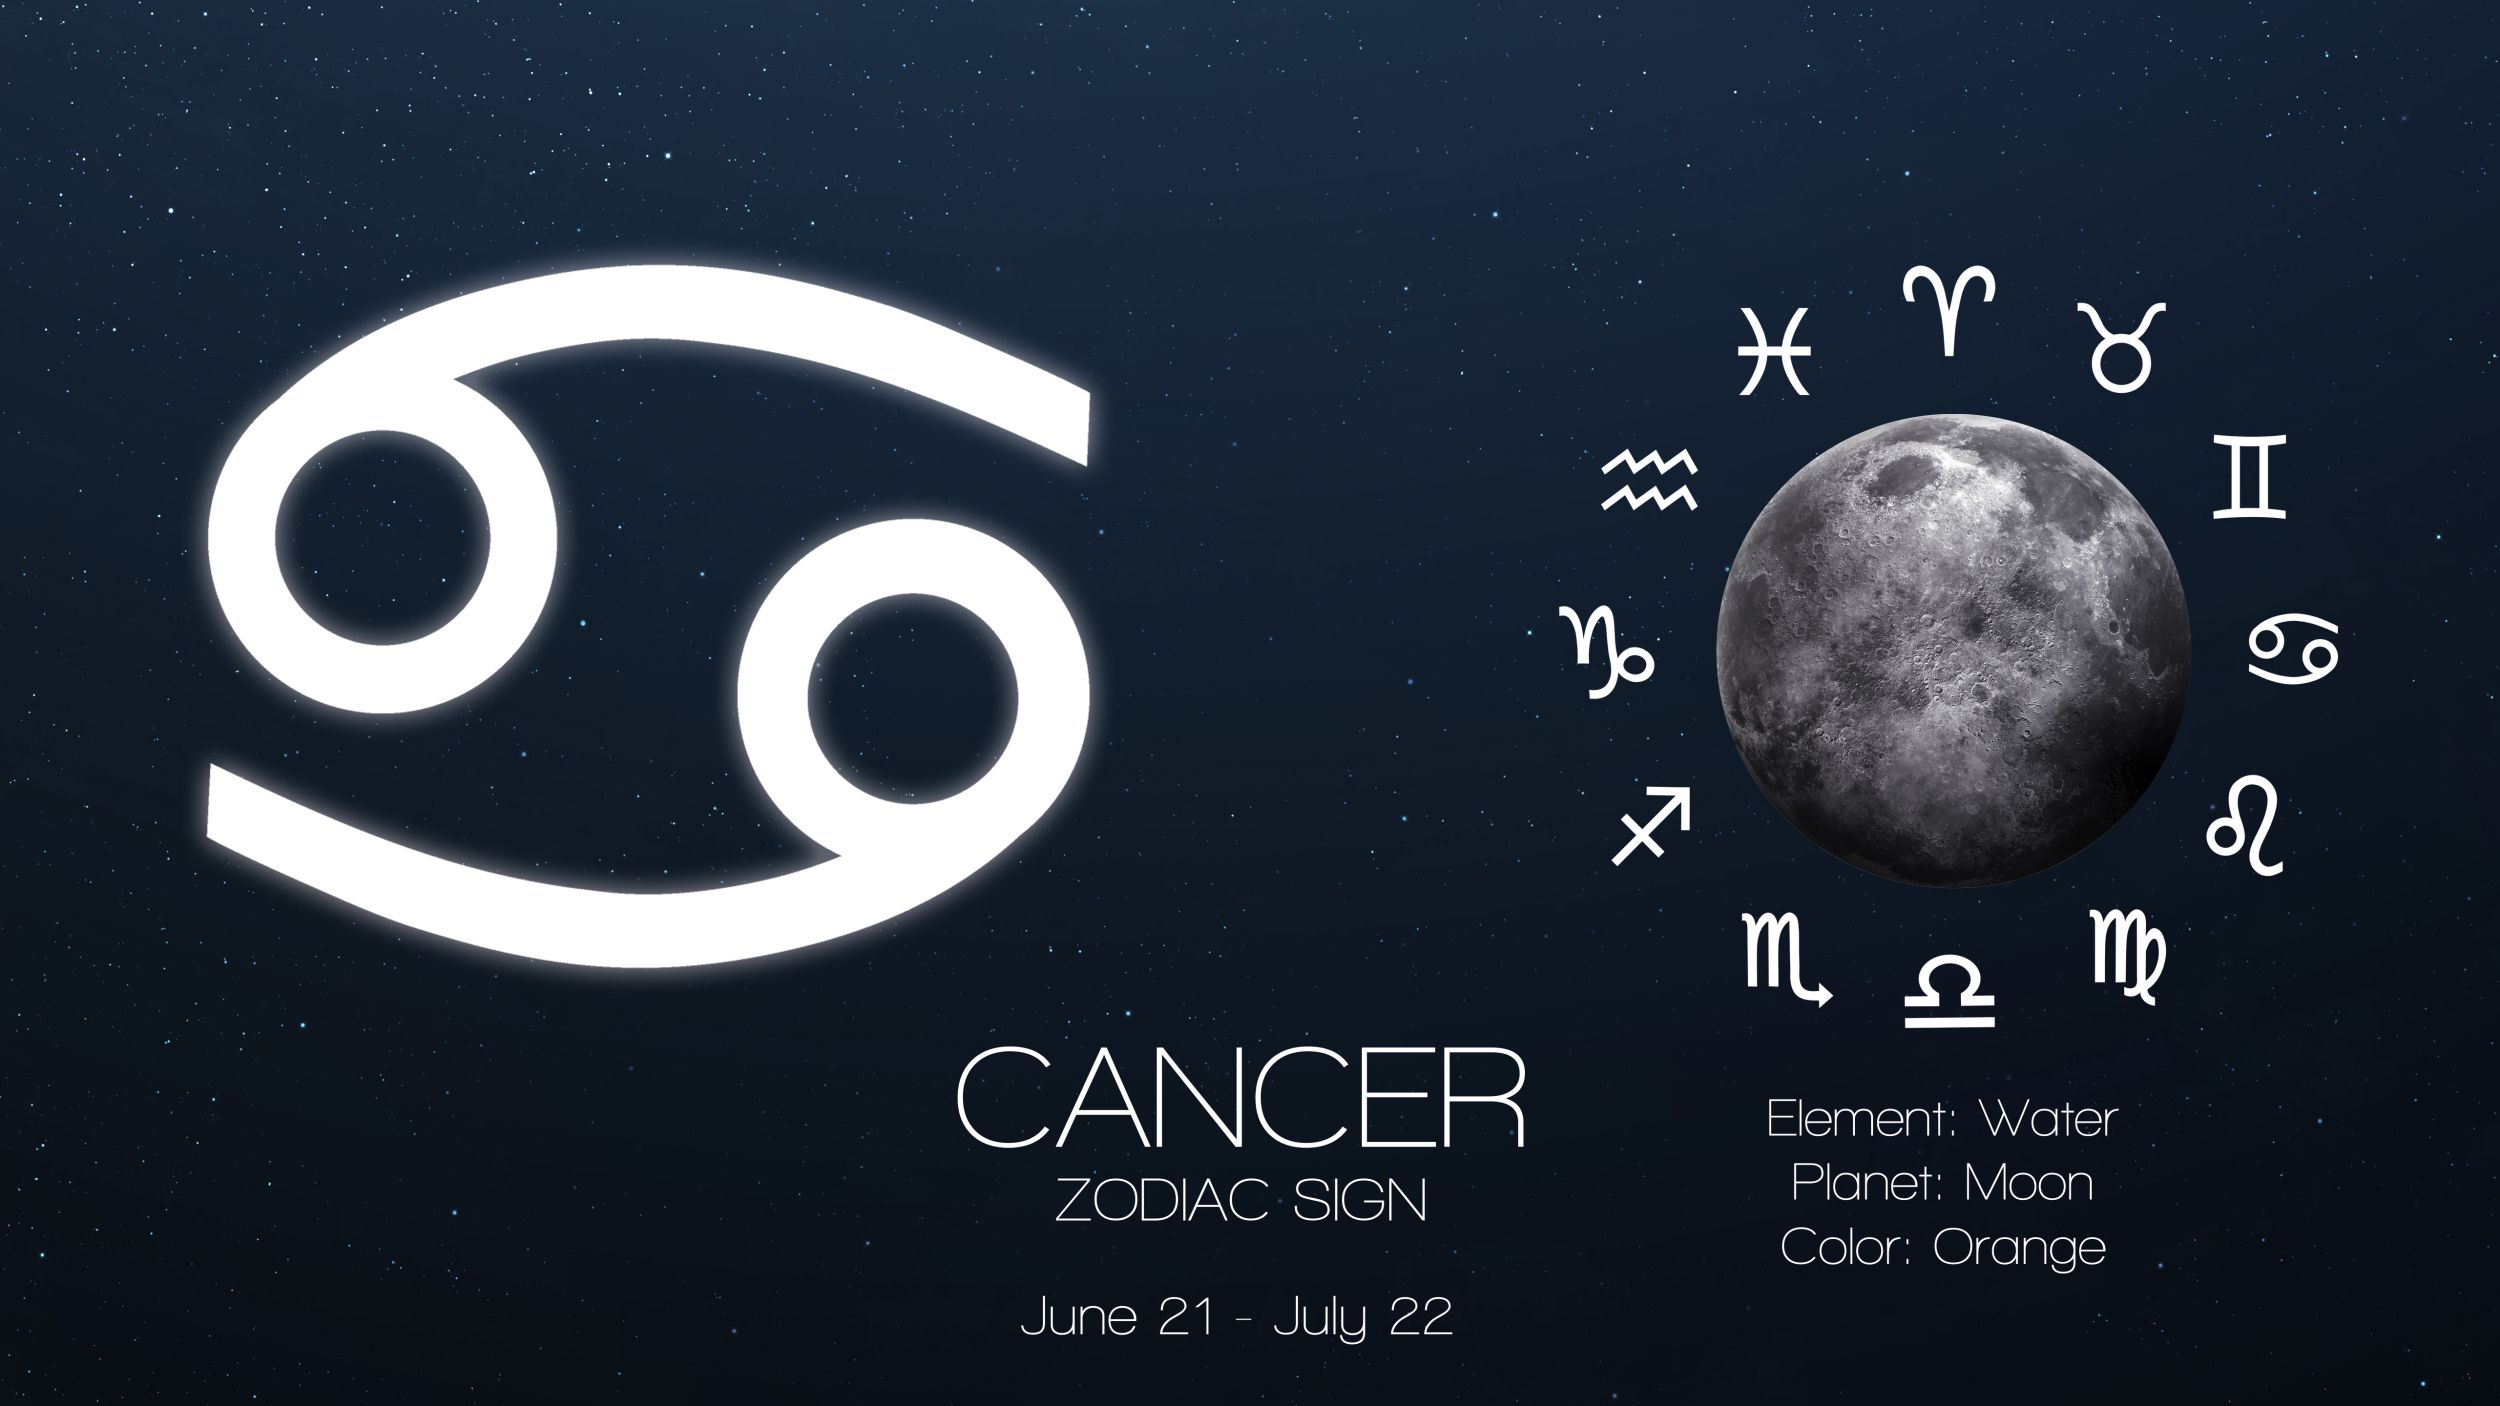 CANCER
ZODIAC SIGN
June 21 - July 22
Element: Water
Planet: Moon
Color: Orange